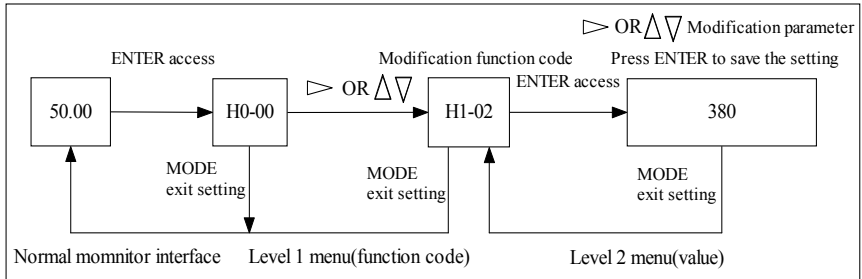 OR Modification parameter
ENTER access
Modification function code
Press ENTER to save the setting
OR
ENTER access
50.00
H0-00
H1-02
380
MODE
exit setting
MODE
exit setting
MODE
exit setting
Normal momnitor interface
Level 1 menu(function code)
Level 2 menu(value)